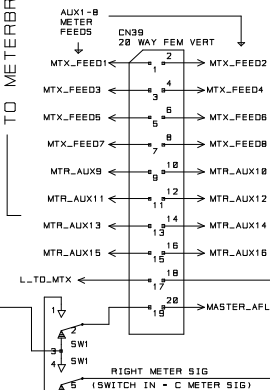 TO METERBR
AUX1-8
METER
FEEDS
CN39
20 WAY FEM VERT
MTX_FEED1 1 2 MTX_FEED2
MTX_FEED3 3 4 MTX_FEED4
MTX_FEED5 5 6 MTX_FEED6
MTX_FEED7 7 8 MTX_FEED8
MTR_AUX9 9 10 MTR_AUX10
MTR_AUX11 11 12 MTR_AUX12
MTR_AUX13 13 14 MTR_AUX14
MTR_AUX15 15 16 MTR_AUX16
L_TO_MTX 17 18
19 20 MASTER_AFL
1
2
3 SW1
4 SW1
5
RIGHT METER SIG
(SWITCH IN - C METER SIG)